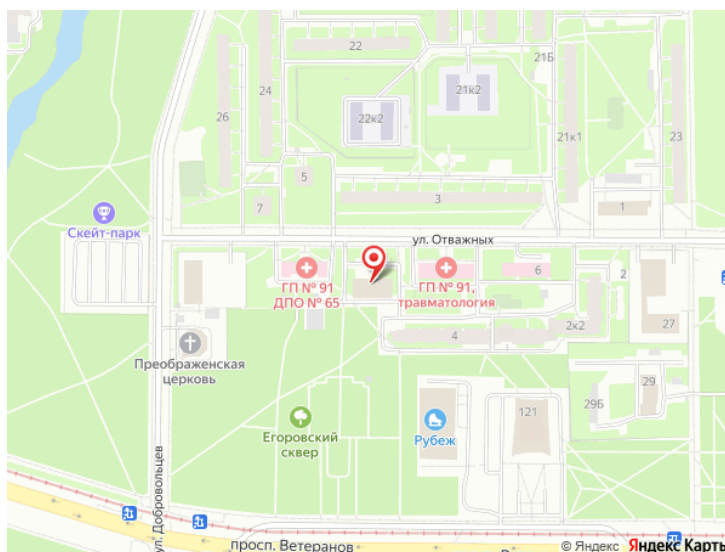 22
21Б
24
21к2
26
22к2
21к1
23
5
3
7
1
Скейт-парк
ул. Отважных
ГП № 91
ДПО № 65
ГП № 91,
травматология
6
2
27
2к2
4
Преображенская
церковь
29
29Б
121
Егоровский
сквер
Рубеж
ул. Добровольцев
просп. Ветеранов
© Яндекс Яндекс Карты